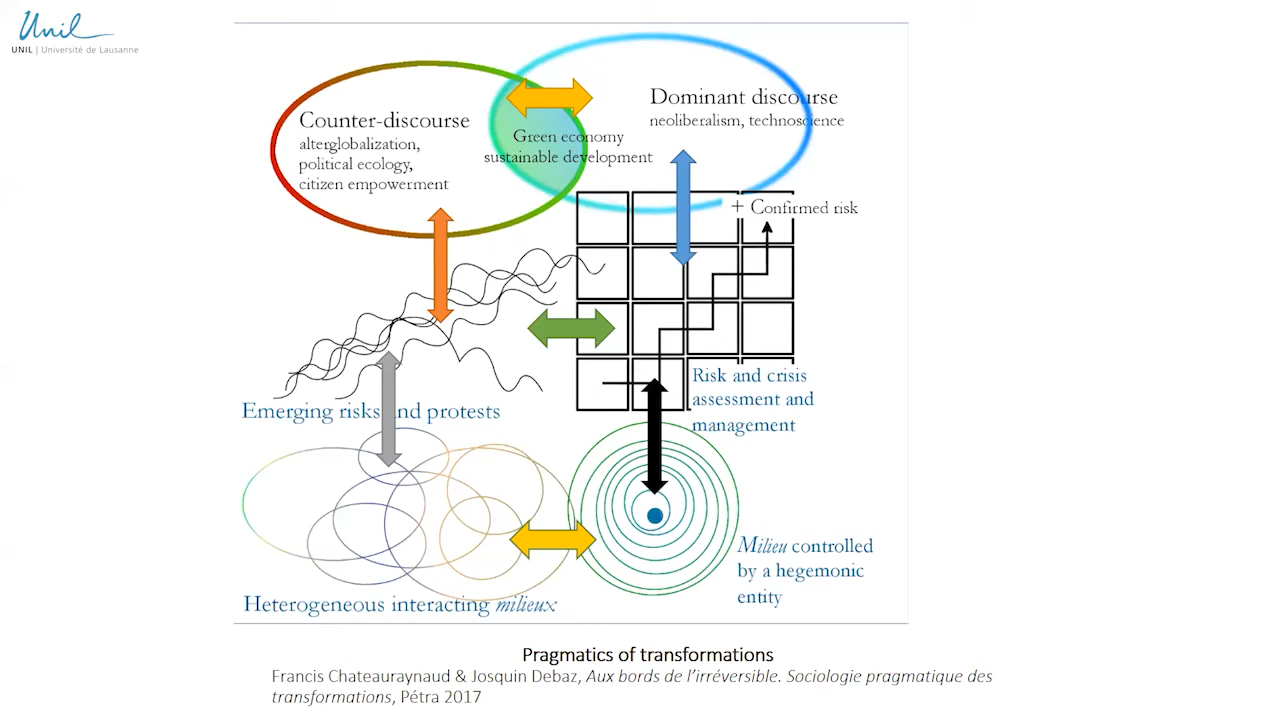 Unil
UNIL | Université de Lausanne
Counter-discourse
alterglobalization,
political ecology,
citizen empowerment
Green economy
sustainable development
Dominant discourse
neoliberalism, technoscience
+ Confirmed risk
Emerging risks and protests
Risk and crisis
assessment and
management
Heterogeneous interacting milieux
Milieu controlled
by a hegemonic
entity
Pragmatics of transformations
Francis Chateauraynaud & Josquin Debaz, Aux bords de l’irréversible. Sociologie pragmatique des
transformations, Pétra 2017